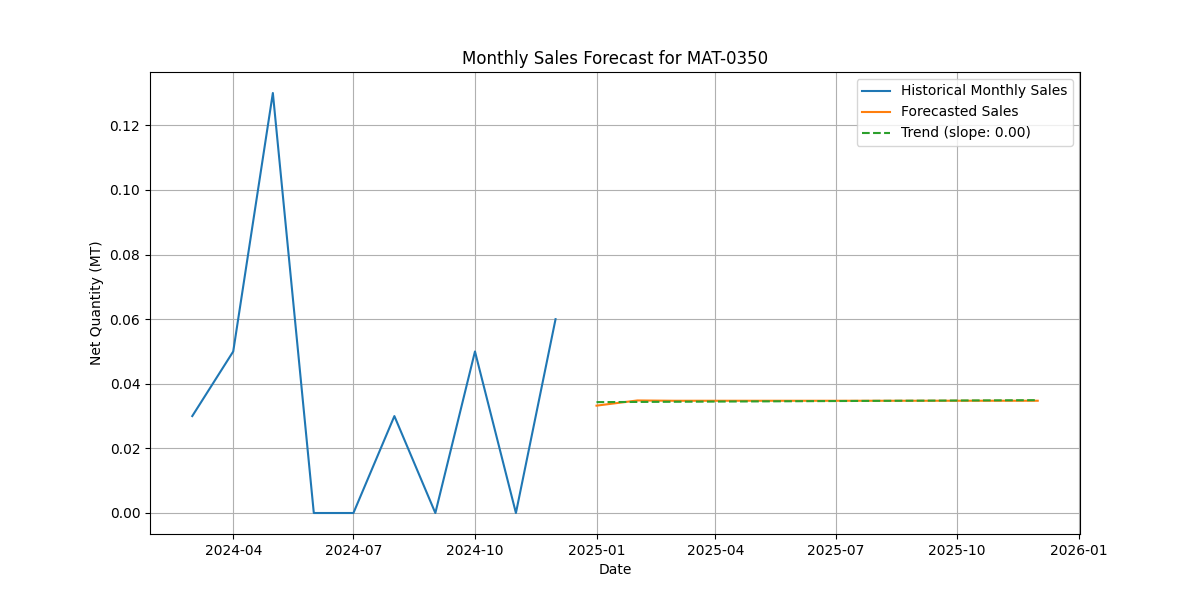 Monthly Sales Forecast for MAT-0350
Historical Monthly Sales
Forecasted Sales
Trend (slope: 0.00)
Net Quantity (MT)
0.12
0.10
0.08
0.06
0.04
0.02
0.00
2024-04 2024-07 2024-10 2025-01 2025-04 2025-07 2025-10 2026-01
Date